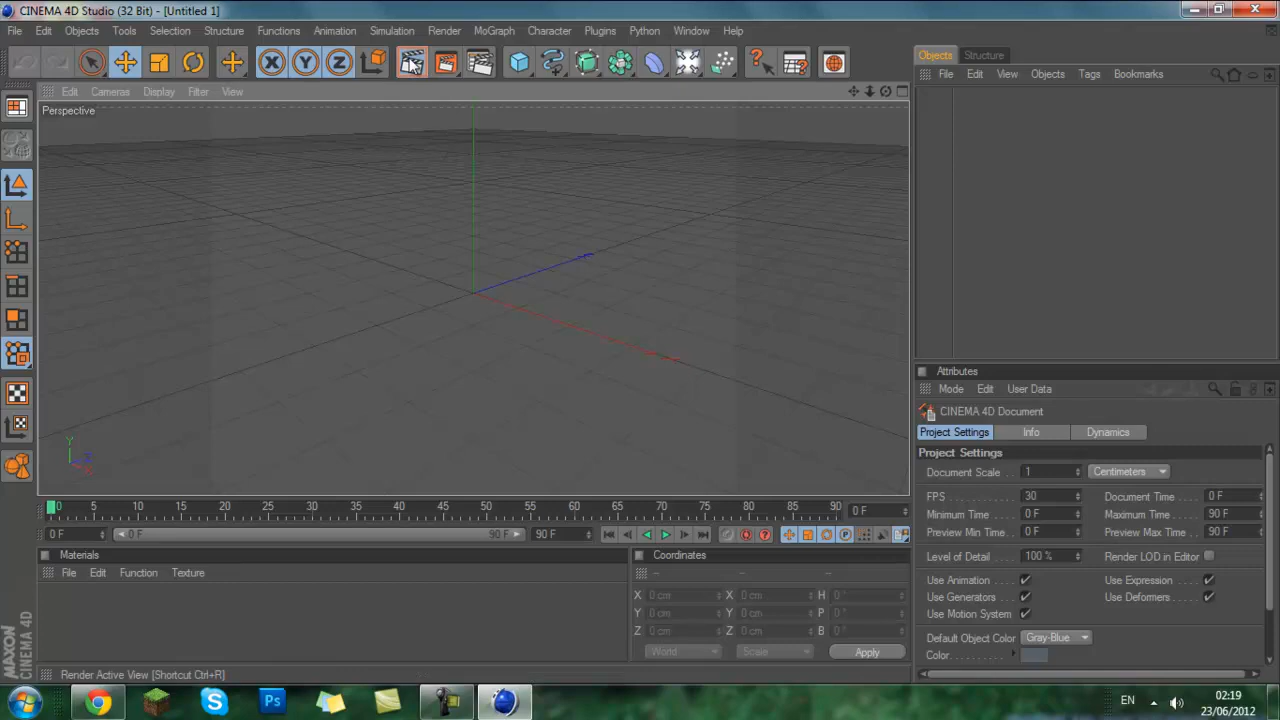 CINEMA 4D Studio (32 Bit) - [Untitled 1]
File Edit Objects Tools Selection Structure Functions Animation Simulation Render MoGraph Character Plugins Python Window Help
X Y Z
Objects Structure
File Edit View Objects Tags Bookmarks
Edit Cameras Display Filter View
Perspective
Y
Z
X
Attributes
Mode Edit User Data
CINEMA 4D Document
Project Settings Info Dynamics
Project Settings
Document Scale 1 Centimeters
FPS 30 Document Time 0 F
Minimum Time 0 F Maximum Time 90 F
Preview Min Time 0 F Preview Max Time 90 F
Level of Detail 100 % Render LOD in Editor
Use Animation Use Expression
Use Generators Use Deformers
Use Motion System
Default Object Color Gray-Blue
Color
0 5 10 15 20 25 30 35 40 45 50 55 60 65 70 75 80 85 90 0 F
0 F 0 F 90 F 90 F
P
Materials
File Edit Function Texture
Coordinates
-- -- --
X 0 cm X 0 cm H 0 °
Y 0 cm Y 0 cm P 0 °
Z 0 cm Z 0 cm B 0 °
World Scale Apply
MAXON
CINEMA 4D
Render Active View [Shortcut Ctrl+R]
S
Ps
EN
02:19
23/06/2012